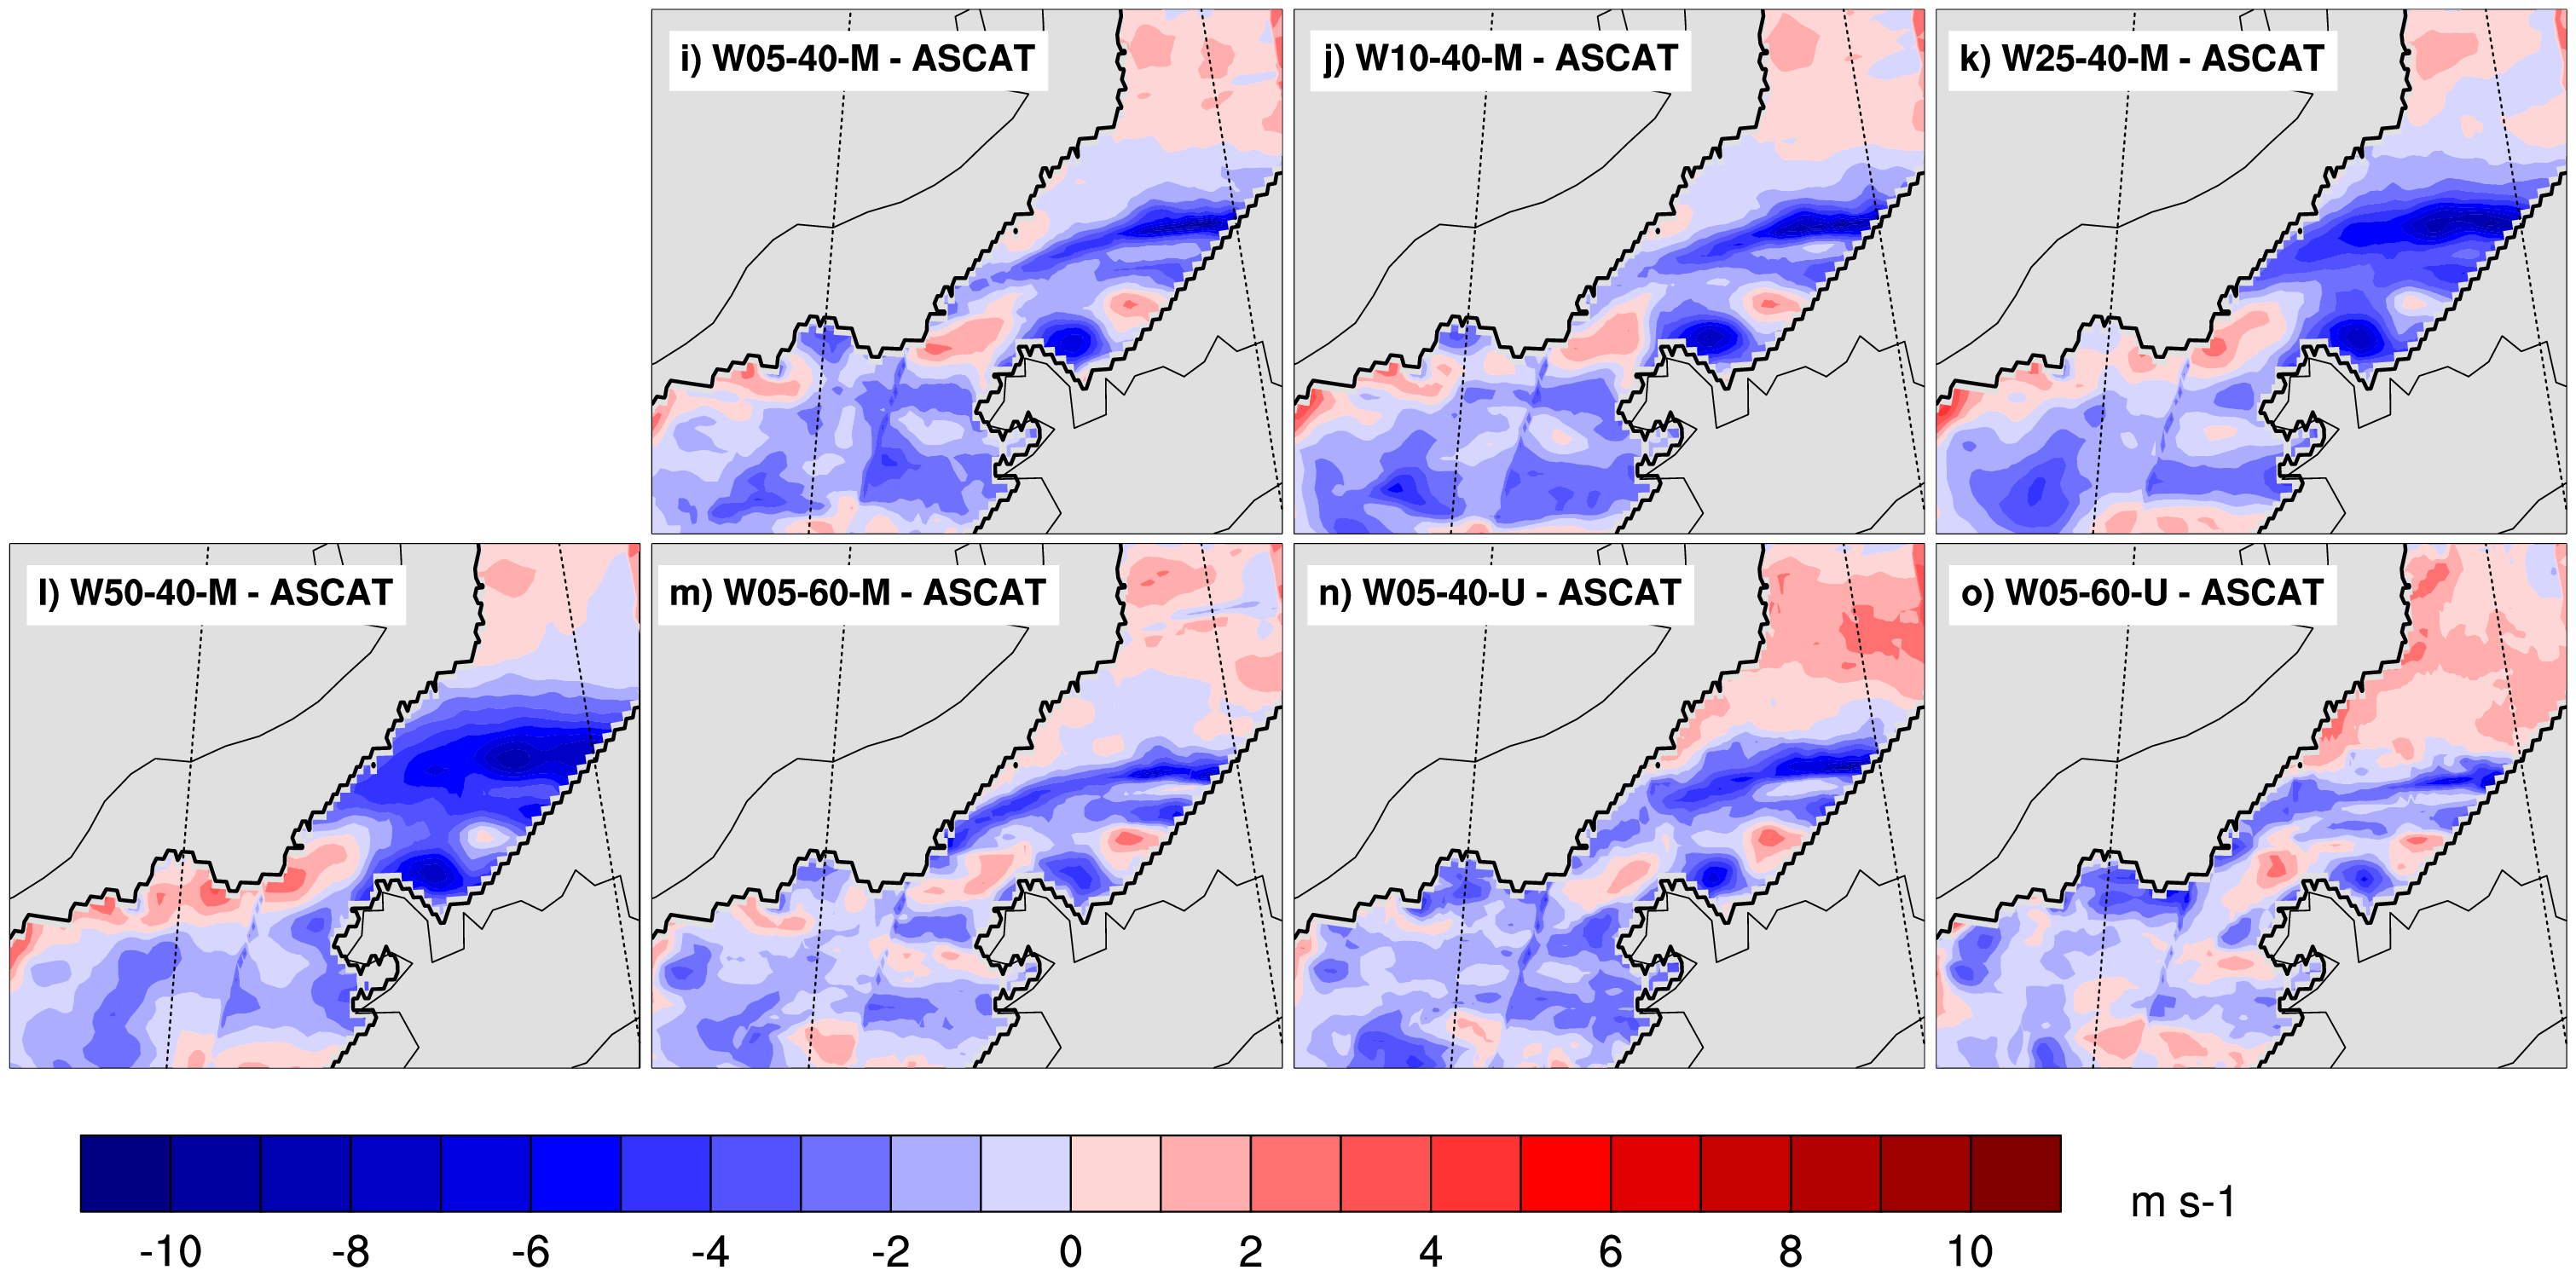 i) W05-40-M - ASCAT
j) W10-40-M - ASCAT
k) W25-40-M - ASCAT
l) W50-40-M - ASCAT
m) W05-60-M - ASCAT
n) W05-40-U - ASCAT
o) W05-60-U - ASCAT
m s-1
-10 -8 -6 -4 -2 0 2 4 6 8 10